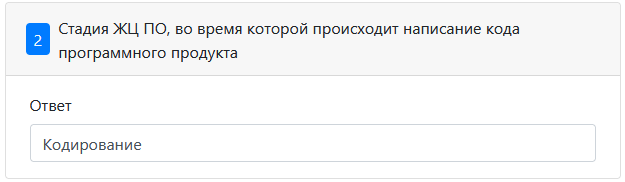 2
Стадия ЖЦ ПО, во время которой происходит написание кода
программного продукта
Ответ
Кодирование